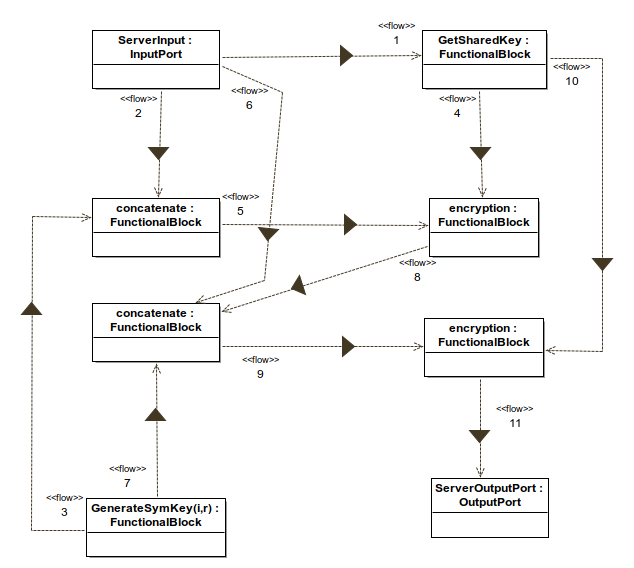 <<flow>>
1
ServerInput :
InputPort
GetSharedKey :
FunctionalBlock
<<flow>>
10
<<flow>>
6
<<flow>>
2
<<flow>>
4
<<flow>>
5
concatenate :
FunctionalBlock
encryption :
FunctionalBlock
<<flow>>
8
concatenate :
FunctionalBlock
encryption :
FunctionalBlock
<<flow>>
9
<<flow>>
11
<<flow>>
7
ServerOutputPort :
OutputPort
<<flow>>
3
GenerateSymKey(i,r) :
FunctionalBlock